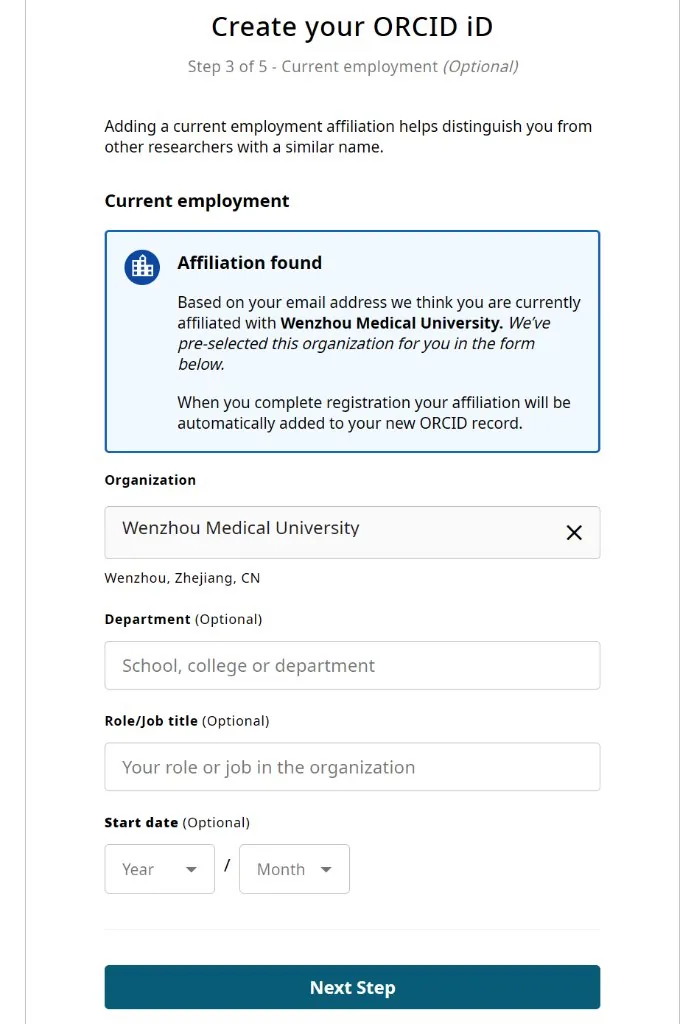 Create your ORCID iD
Step 3 of 5 - Current employment (Optional)
Adding a current employment affiliation helps distinguish you from
other researchers with a similar name.
Current employment
Affiliation found
Based on your email address we think you are currently
affiliated with Wenzhou Medical University. We've
pre-selected this organization for you in the form
below.
When you complete registration your affiliation will be
automatically added to your new ORCID record.
Organization
Wenzhou Medical University
Wenzhou, Zhejiang, CN
Department (Optional)
School, college or department
Role/Job title (Optional)
Your role or job in the organization
Start date (Optional)
Year / Month
Next Step